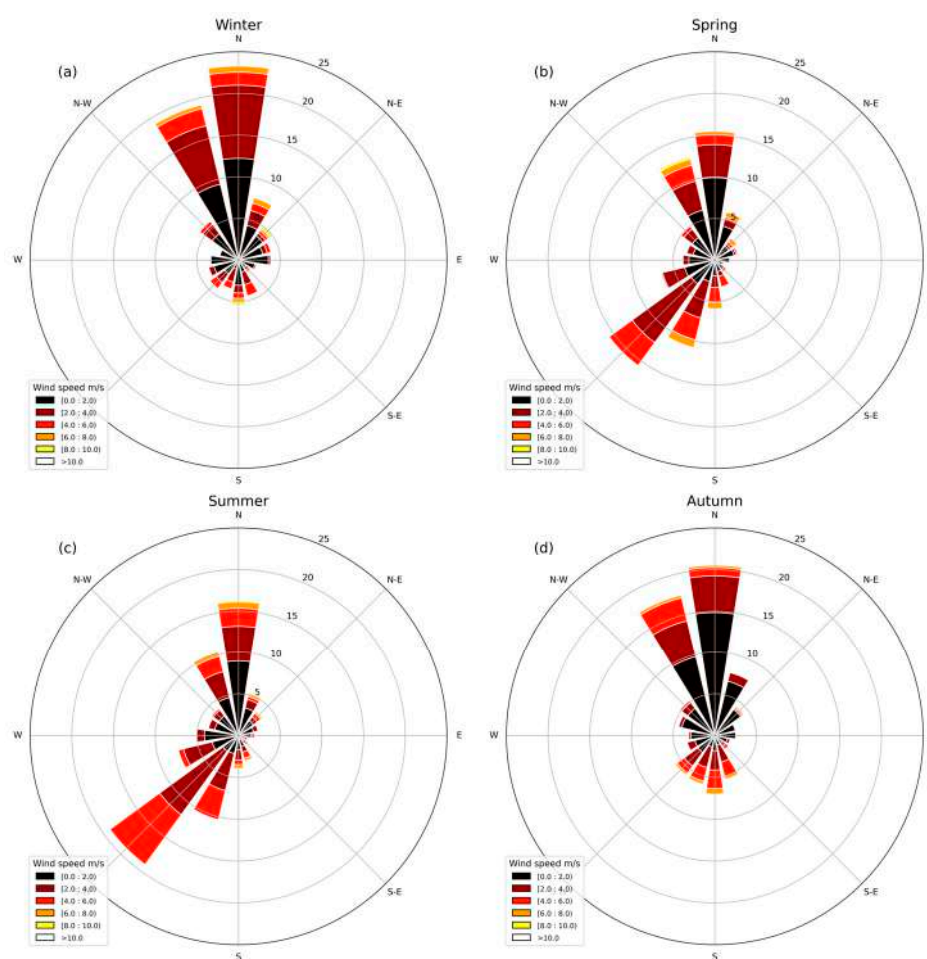 Winter
N
(a)
25
N-W
N-E
20
15
10
W
E
S-E
S
Wind speed m/s
[0.0 : 2.0)
[2.0 : 4.0)
[4.0 : 6.0)
[6.0 : 8.0)
[8.0 : 10.0)
>10.0
Spring
N
(b)
25
N-W
N-E
20
15
10
5
W
E
S-E
S
Wind speed m/s
[0.0 : 2.0)
[2.0 : 4.0)
[4.0 : 6.0)
[6.0 : 8.0)
[8.0 : 10.0)
>10.0
Summer
N
(c)
25
N-W
N-E
20
15
10
5
W
E
S-E
S
Wind speed m/s
[0.0 : 2.0)
[2.0 : 4.0)
[4.0 : 6.0)
[6.0 : 8.0)
[8.0 : 10.0)
>10.0
Autumn
N
(d)
25
N-W
N-E
20
15
10
W
E
S-E
S
Wind speed m/s
[0.0 : 2.0)
[2.0 : 4.0)
[4.0 : 6.0)
[6.0 : 8.0)
[8.0 : 10.0)
>10.0